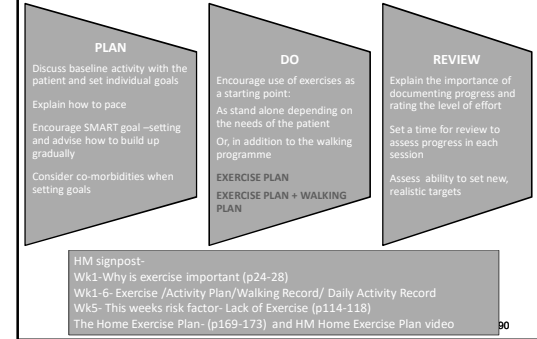 PLAN
Discuss baseline activity with the
patient and set individual goals
Explain how to pace
Encourage SMART goal –setting
and advise how to build up
gradually
Consider co-morbidities when
setting goals
DO
Encourage use of exercises as
a starting point:
As stand alone depending on
the needs of the patient
Or, in addition to the walking
programme
EXERCISE PLAN
EXERCISE PLAN + WALKING
PLAN
REVIEW
Explain the importance of
documenting progress and
rating the level of effort
Set a time for review to
assess progress in each
session
Assess ability to set new,
realistic targets
HM signpost-
Wk1-Why is exercise important (p24-28)
Wk1-6- Exercise /Activity Plan/Walking Record/ Daily Activity Record
Wk5- This weeks risk factor- Lack of Exercise (p114-118)
The Home Exercise Plan- (p169-173) and HM Home Exercise Plan video
90